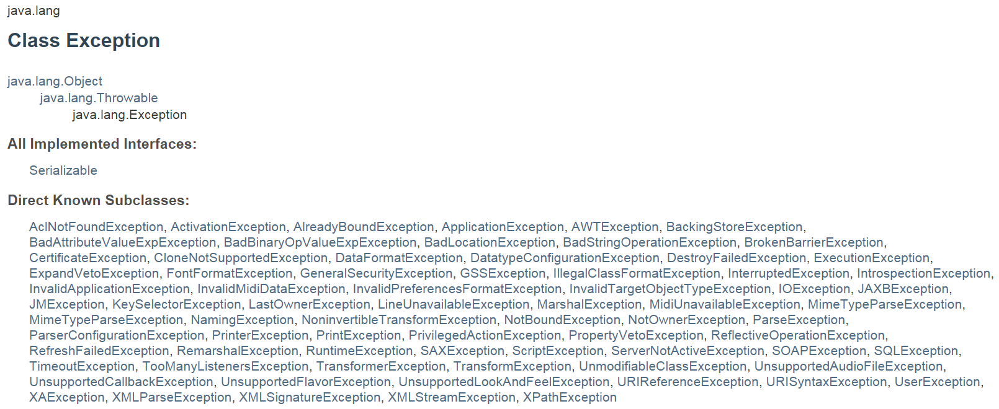 java.lang
Class Exception
java.lang.Object
java.lang.Throwable
java.lang.Exception
All Implemented Interfaces:
Serializable
Direct Known Subclasses:
AclNotFoundException, ActivationException, AlreadyBoundException, ApplicationException, AWTException, BackingStoreException,
BadAttributeValueExpException, BadBinaryOpValueExpException, BadLocationException, BadStringOperationException, BrokenBarrierException,
CertificateException, CloneNotSupportedException, DataFormatException, DatatypeConfigurationException, DestroyFailedException, ExecutionException,
ExpandVetoException, FontFormatException, GeneralSecurityException, GSSException, IllegalClassFormatException, InterruptedException, IntrospectionException,
InvalidApplicationException, InvalidMidiDataException, InvalidPreferencesFormatException, InvalidTargetObjectTypeException, IOException, JAXBException,
JMException, KeySelectorException, LastOwnerException, LineUnavailableException, MarshalException, MidiUnavailableException, MimeTypeParseException,
MimeTypeParseException, NamingException, NoninvertibleTransformException, NotBoundException, NotOwnerException, ParseException,
ParserConfigurationException, PrinterException, PrintException, PrivilegedActionException, PropertyVetoException, ReflectiveOperationException,
RefreshFailedException, RemarshalException, RuntimeException, SAXException, ScriptException, ServerNotActiveException, SOAPException, SQLException,
TimeoutException, TooManyListenersException, TransformerException, TransformException, UnmodifiableClassException, UnsupportedAudioFileException,
UnsupportedCallbackException, UnsupportedFlavorException, UnsupportedLookAndFeelException, URIReferenceException, URISyntaxException, UserException,
XAException, XMLParseException, XMLSignatureException, XMLStreamException, XPathException